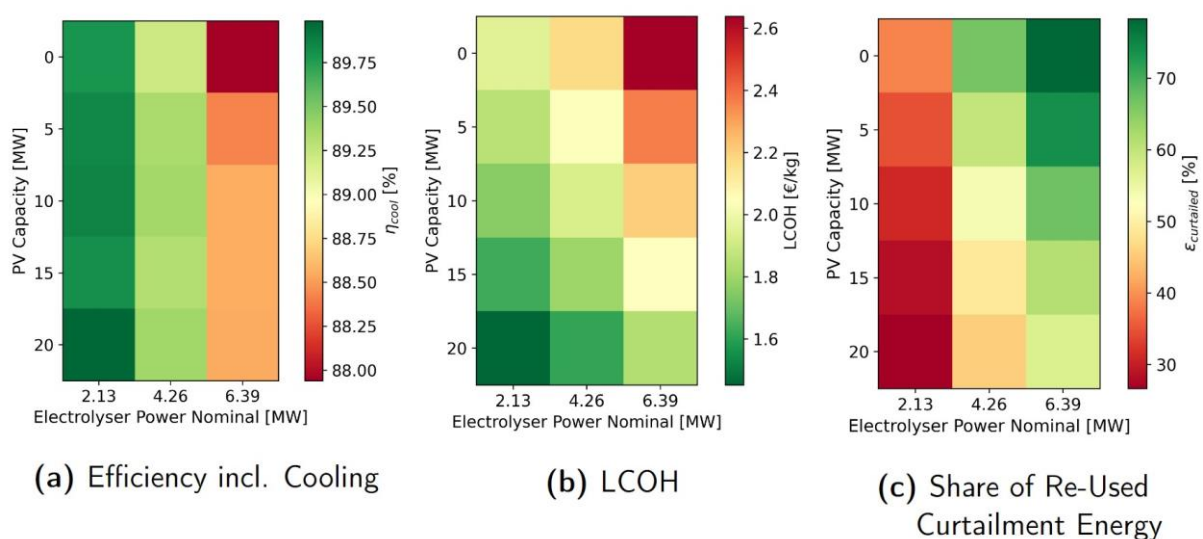 0
5
10
15
20
PV Capacity [MW]
2.13 4.26 6.39
Electrolyser Power Nominal [MW]
89.75
89.50
89.25
89.00
88.75
88.50
88.25
88.00
η_cool [%]
(a) Efficiency incl. Cooling
0
5
10
15
20
PV Capacity [MW]
2.13 4.26 6.39
Electrolyser Power Nominal [MW]
2.6
2.4
2.2
2.0
1.8
1.6
LCOH [€/kg]
(b) LCOH
0
5
10
15
20
PV Capacity [MW]
2.13 4.26 6.39
Electrolyser Power Nominal [MW]
70
60
50
40
30
ε_curtailed [%]
(c) Share of Re-Used
Curtailment Energy